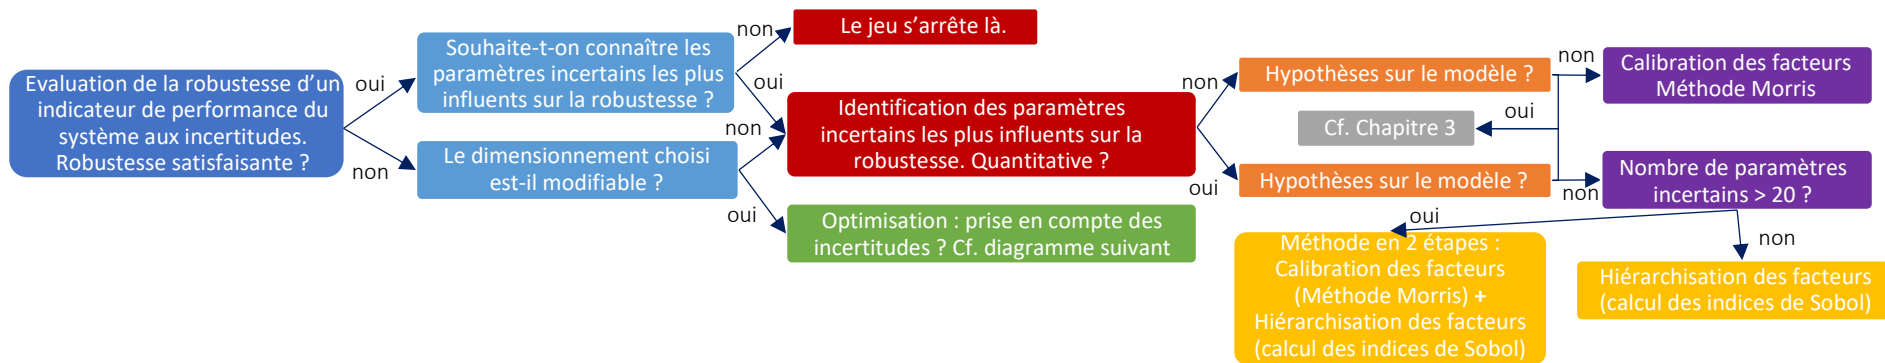 Evaluation de la robustesse d'un
indicateur de performance du
système aux incertitudes.
Robustesse satisfaisante ?
oui
non
Souhaite-t-on connaître les
paramètres incertains les plus
influents sur la robustesse ?
Le dimensionnement choisi
est-il modifiable ?
non
oui
non
oui
Le jeu s’arrête là.
Identification des paramètres
incertains les plus influents sur la
robustesse. Quantitative ?
Optimisation : prise en compte des
incertitudes ? Cf. diagramme suivant
non
oui
Hypothèses sur le modèle ?
Cf. Chapitre 3
Hypothèses sur le modèle ?
non
oui
non
Calibration des facteurs
Méthode Morris
Nombre de paramètres
incertains > 20 ?
oui
non
Méthode en 2 étapes :
Calibration des facteurs
(Méthode Morris) +
Hiérarchisation des facteurs
(calcul des indices de Sobol)
Hiérarchisation des facteurs
(calcul des indices de Sobol)